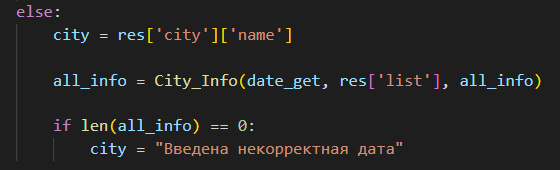 else:
city = res['city']['name']
all_info = City_Info(date_get, res['list'], all_info)
if len(all_info) == 0:
city = "Введена некорректная дата"